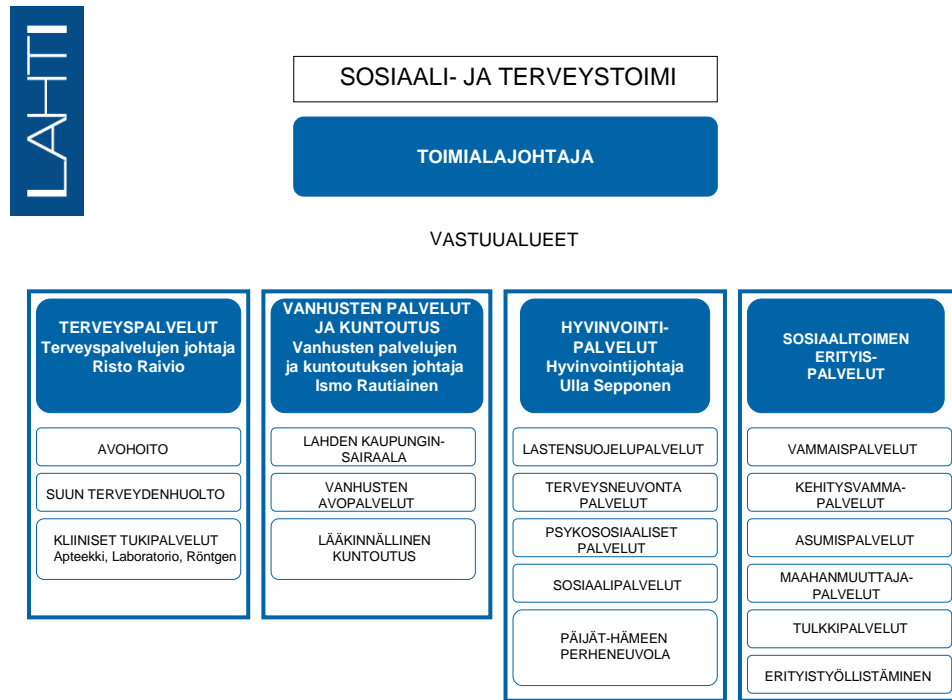 LAHTI
SOSIAALI- JA TERVEYSTOIMI
TOIMIALAJOHTAJA
VASTUUALUEET
TERVEYSPALVELUT
Terveyspalvelujen johtaja
Risto Raivio
AVOHOITO
SUUN TERVEYDENHUOLTO
KLIINISET TUKIPALVELUT
Apteekki, Laboratorio, Röntgen
VANHUSTEN PALVELUT
JA KUNTOUTUS
Vanhusten palvelujen
ja kuntoutuksen johtaja
Ismo Rautiainen
LAHDEN KAUPUNGIN-
SAIRAALA
VANHUSTEN
AVOPALVELUT
LÄÄKINNÄLLINEN
KUNTOUTUS
HYVINVOINTI-
PALVELUT
Hyvinvointijohtaja
Ulla Sepponen
LASTENSUOJELUPALVELUT
TERVEYSNEUVONTA
PALVELUT
PSYKOSOSIAALISET
PALVELUT
SOSIAALIPALVELUT
PÄIJÄT-HÄMEEN
PERHENEUVOLA
SOSIAALITOIMEN
ERITYIS-
PALVELUT
VAMMAISPALVELUT
KEHITYSVAMMA-
PALVELUT
ASUMISPALVELUT
MAAHANMUUTTAJA-
PALVELUT
TULKKIPALVELUT
ERITYISTYÖLLISTÄMINEN